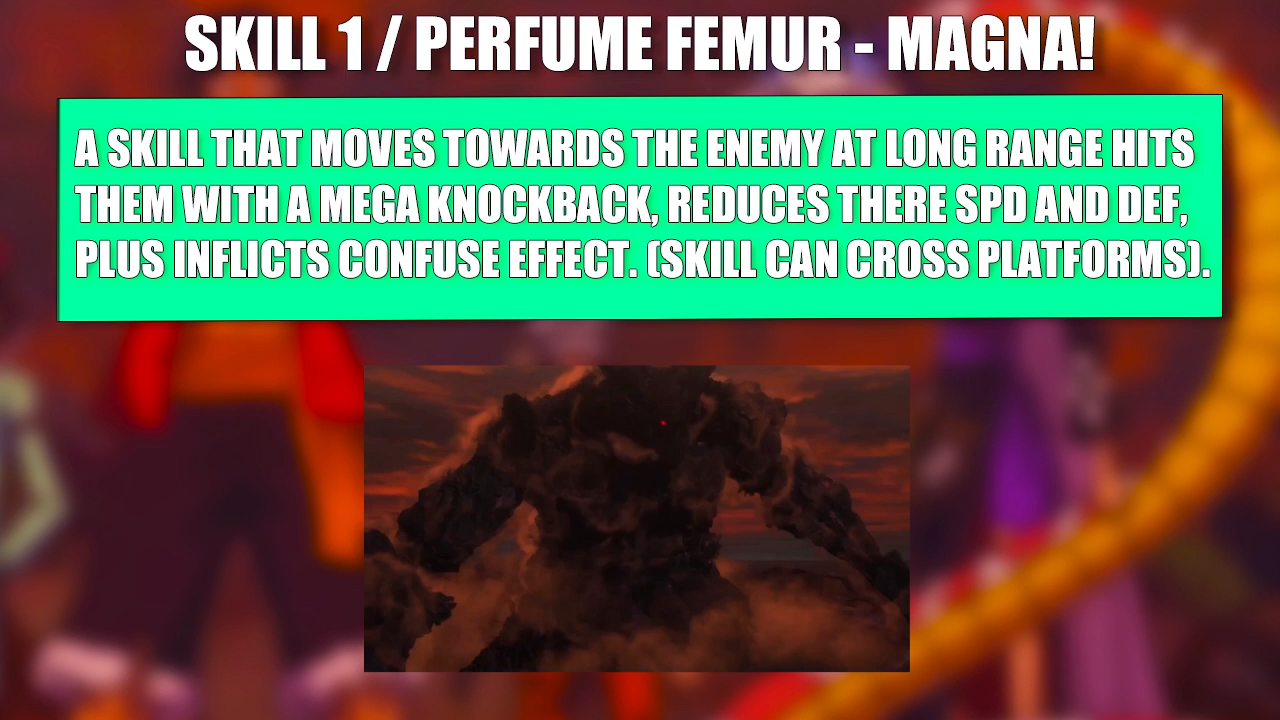 SKILL 1 / PERFUME FEMUR - MAGNA!
A SKILL THAT MOVES TOWARDS THE ENEMY AT LONG RANGE HITS
THEM WITH A MEGA KNOCKBACK, REDUCES THERE SPD AND DEF,
PLUS INFLICTS CONFUSE EFFECT. (SKILL CAN CROSS PLATFORMS).